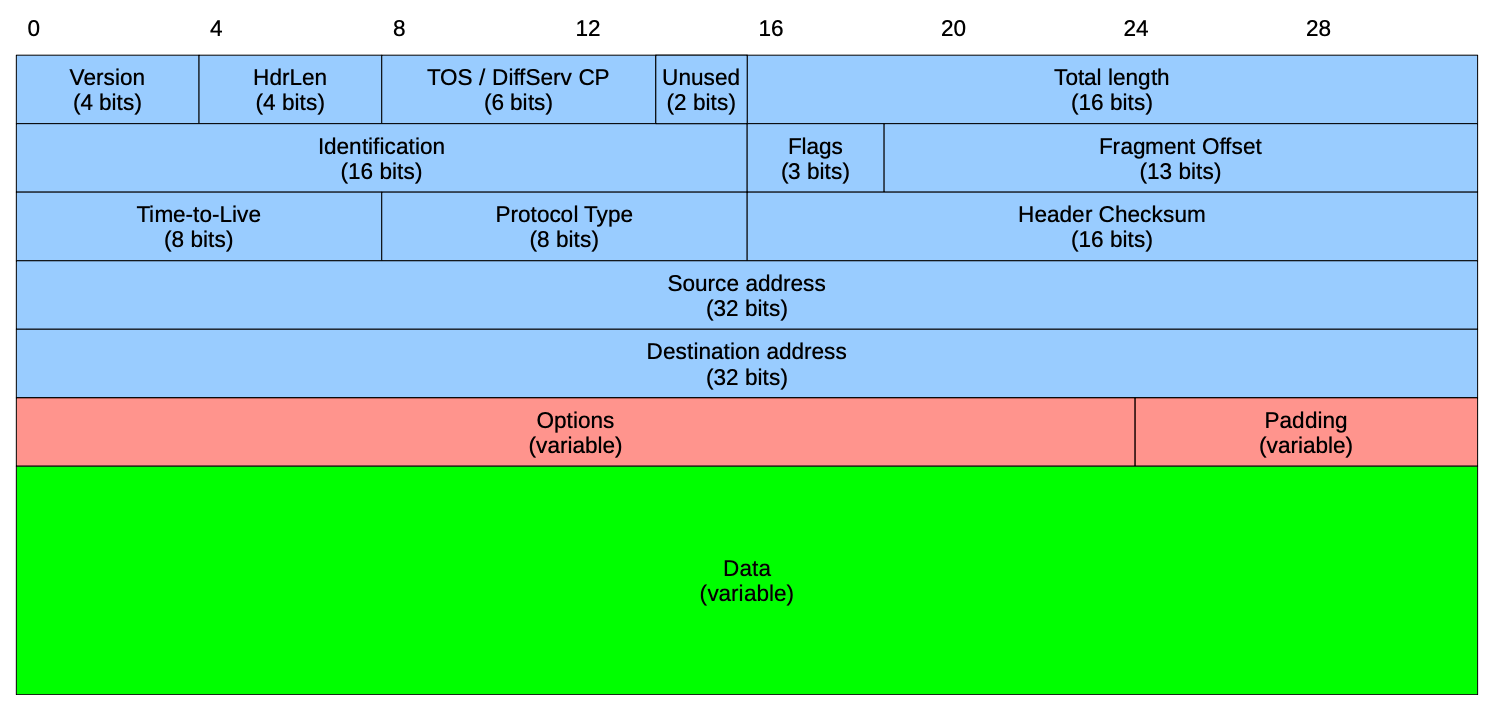 0 4 8 12 16 20 24 28
Version HdrLen TOS / DiffServ CP Unused Total length
(4 bits) (4 bits) (6 bits) (2 bits) (16 bits)
Identification Flags Fragment Offset
(16 bits) (3 bits) (13 bits)
Time-to-Live Protocol Type Header Checksum
(8 bits) (8 bits) (16 bits)
Source address
(32 bits)
Destination address
(32 bits)
Options Padding
(variable) (variable)
Data
(variable)